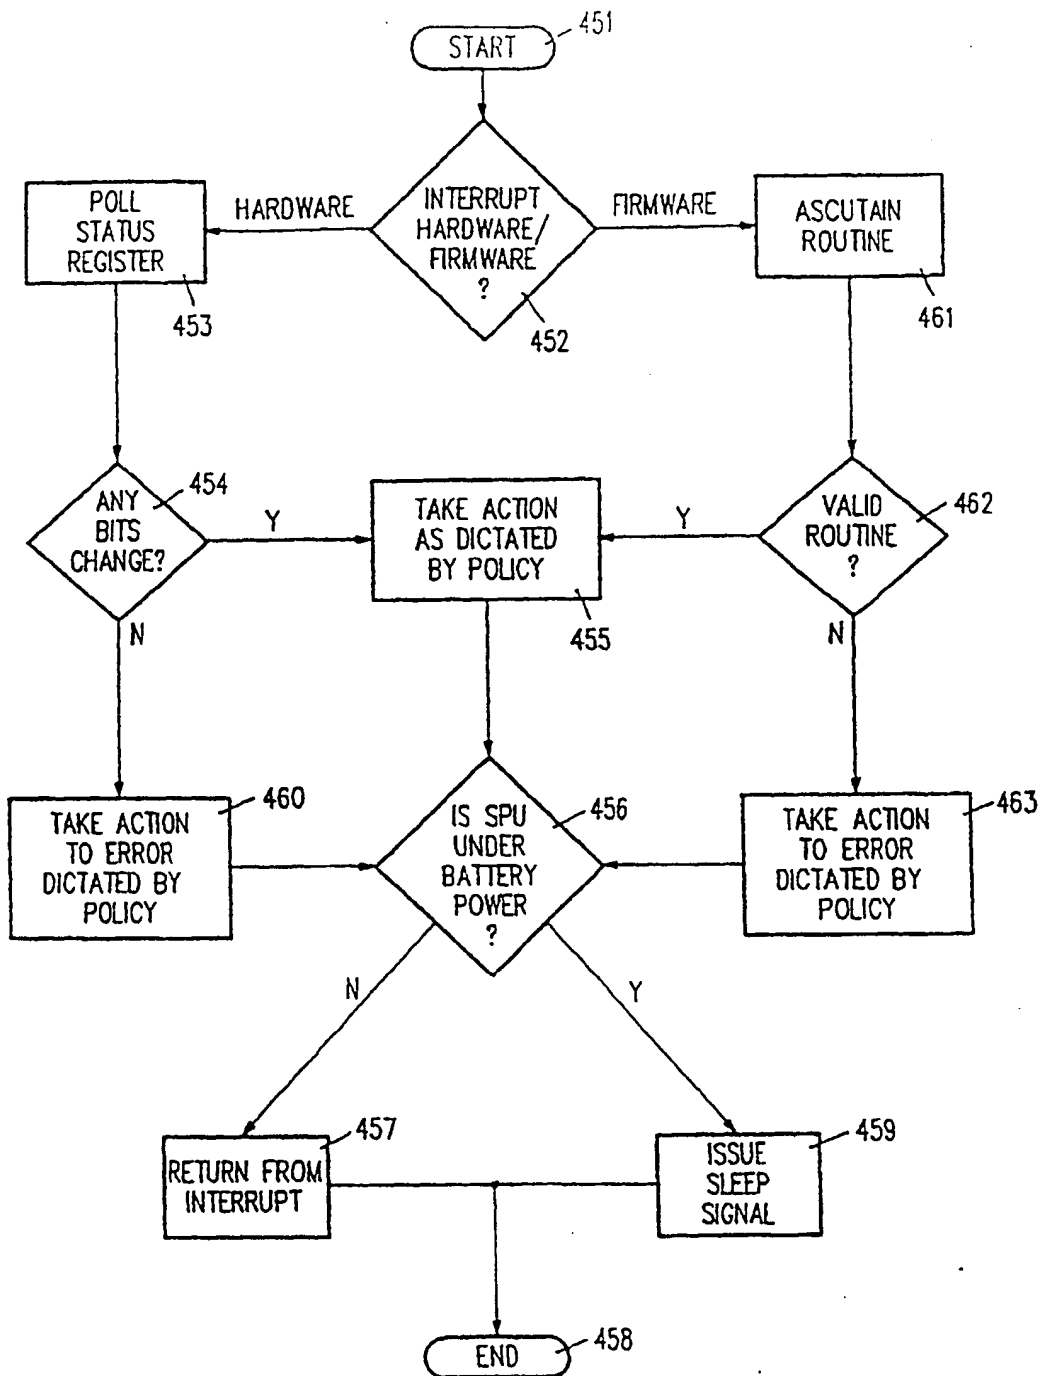 START
451
INTERRUPT
HARDWARE/
FIRMWARE
?
452
HARDWARE
FIRMWARE
POLL
STATUS
REGISTER
453
ASCUTAIN
ROUTINE
461
ANY
BITS
CHANGE?
454
Y
N
TAKE ACTION
AS DICTATED
BY POLICY
455
VALID
ROUTINE
?
462
Y
N
TAKE ACTION
TO ERROR
DICTATED BY
POLICY
460
IS SPU
UNDER
BATTERY
POWER
?
456
TAKE ACTION
TO ERROR
DICTATED BY
POLICY
463
N
Y
RETURN FROM
INTERRUPT
457
ISSUE
SLEEP
SIGNAL
459
END
458